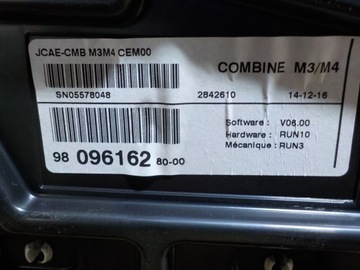 JCAE-CMB M3M4 CEM00
COMBINE M3/M4
SN05578048
2842610
14-12-16
Software : V06.00
Hardware : RUN10
Mécanique : RUN3
98 096162 80-00